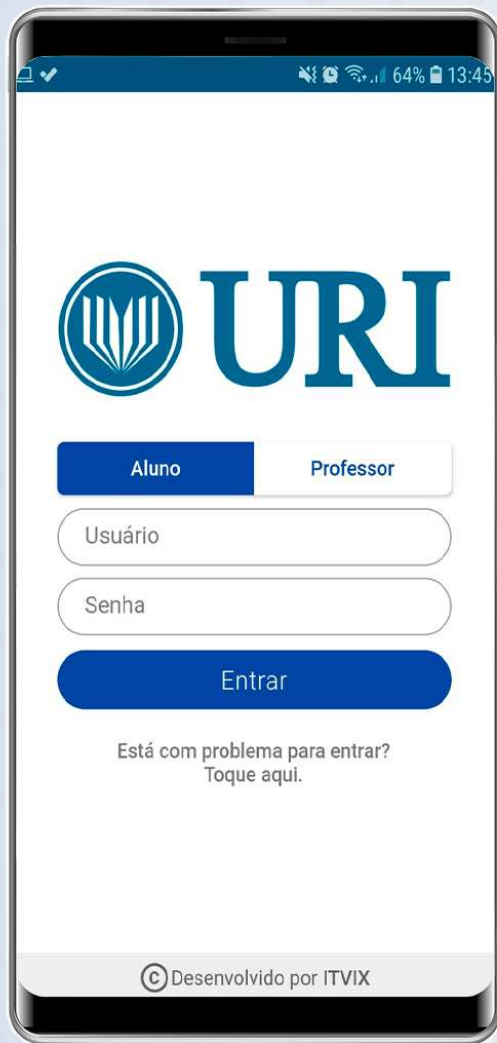 64% 13:45
URI
Aluno Professor
Usuário
Senha
Entrar
Está com problema para entrar?
Toque aqui.
© Desenvolvido por ITVIX